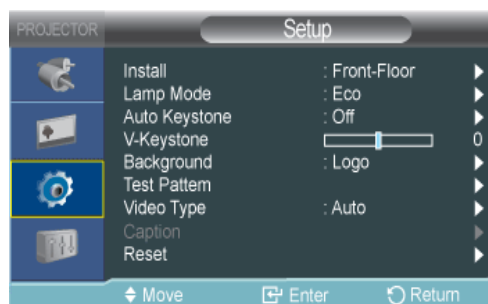 PROJECTOR
Setup
Install : Front-Floor
Lamp Mode : Eco
Auto Keystone : Off
V-Keystone 0
Background : Logo
Test Pattern
Video Type : Auto
Caption
Reset
Move Enter Return